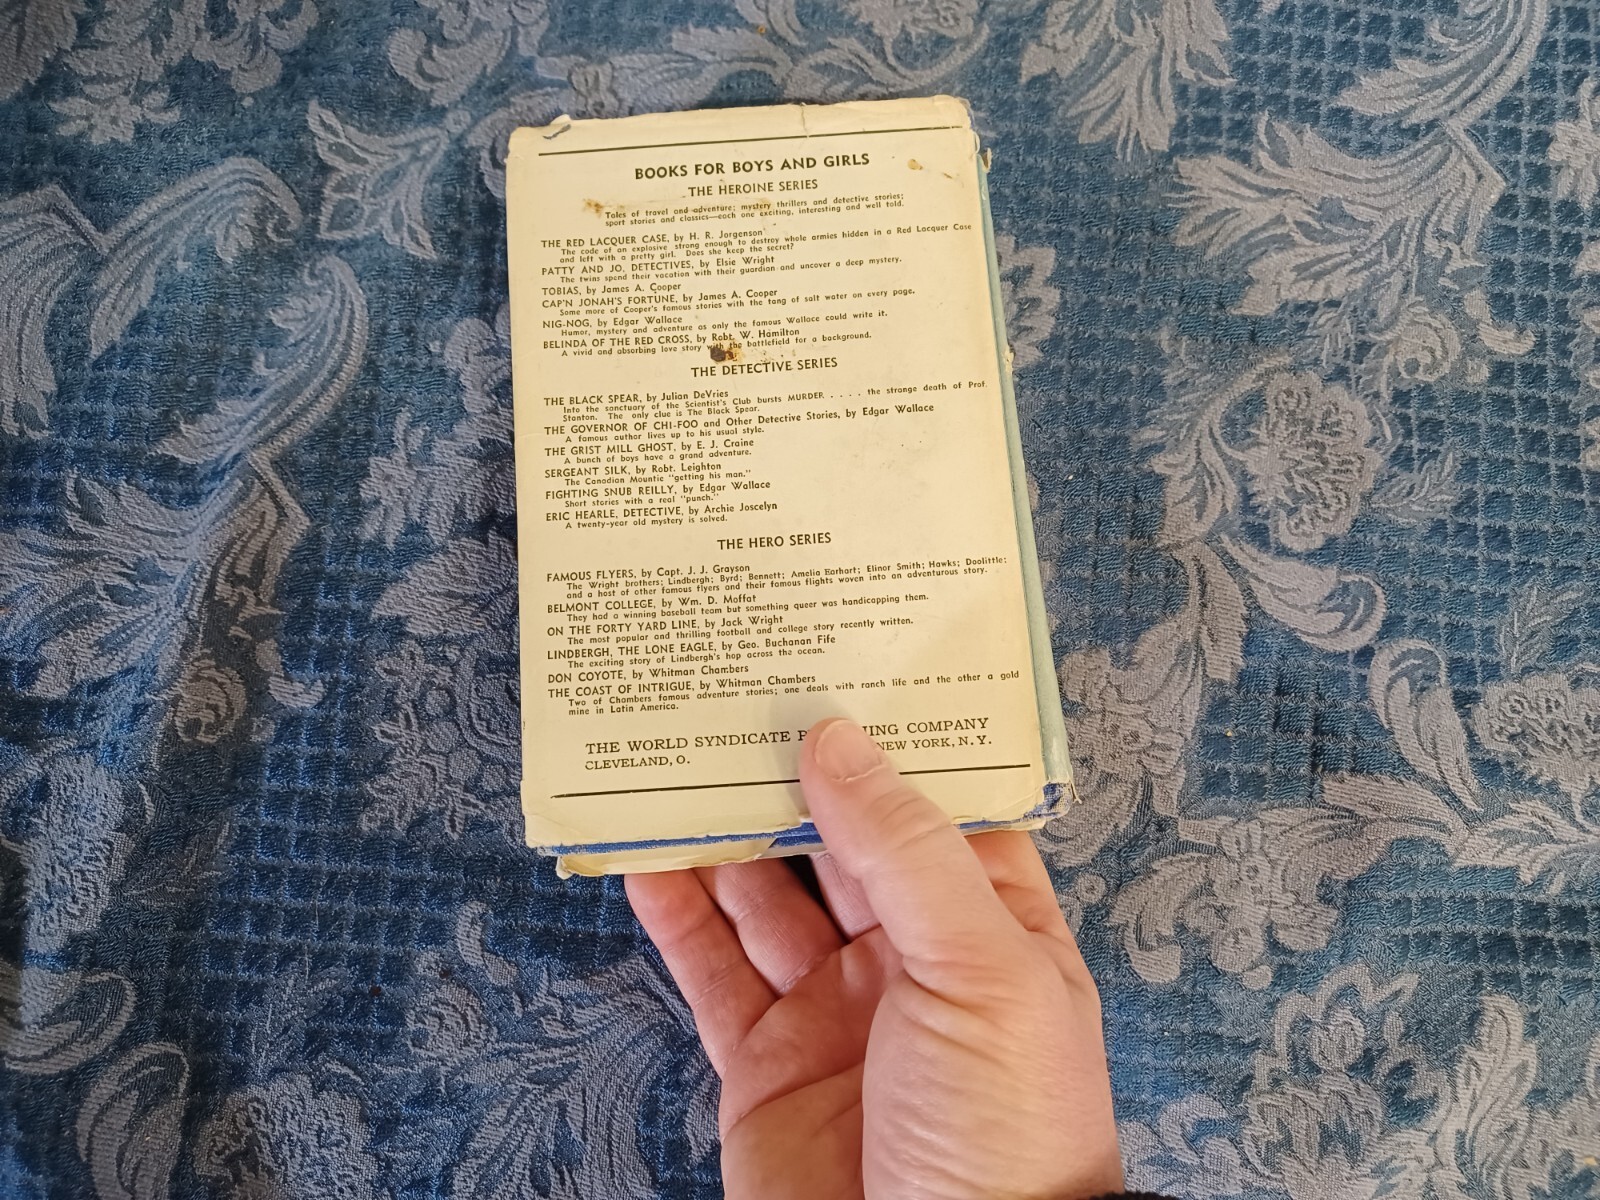 BOOKS FOR BOYS AND GIRLS
THE HEROINE SERIES
Tales of travel and adventure; mystery thrillers and detective stories;
sport stories and classics—each one exciting, interesting and well told.
THE RED LACQUER CASE, by H. R. Jorgenson
The code of an explosive strong enough to destroy whole armies hidden in a Red Lacquer Case
and left with a pretty girl. Does she keep the secret?
PATTY AND JO, DETECTIVES, by Elsie Wright
The twins spend their vacation with their guardian and uncover a deep mystery.
TOBIAS, by James A. Cooper
CAP'N JONAH'S FORTUNE, by James A. Cooper
Some more of Cooper's famous stories with the tang of salt water on every page.
NIG-NOG, by Edgar Wallace
Humor, mystery and adventure as only the famous Wallace could write it.
BELINDA OF THE RED CROSS, by Robt. W. Hamilton
A vivid and absorbing love story with the battlefield for a background.
THE DETECTIVE SERIES
THE BLACK SPEAR, by Julian DeVries
Into the sanctuary of the Scientist's Club bursts MURDER . . . . the strange death of Prof.
Stanton. The only clue is The Black Spear.
THE GOVERNOR OF CHI-FOO and Other Detective Stories, by Edgar Wallace
A famous author lives up to his usual style.
THE GRIST MILL GHOST, by E. J. Craine
A bunch of boys have a grand adventure.
SERGEANT SILK, by Robt. Leighton
The Canadian Mountie "getting his man."
FIGHTING SNUB REILLY, by Edgar Wallace
Short stories with a real "punch."
ERIC HEARLE, DETECTIVE, by Archie Joscelyn
A twenty-year old mystery is solved.
THE HERO SERIES
FAMOUS FLYERS, by Capt. J. J. Grayson
The Wright brothers; Lindbergh; Byrd; Bennett; Amelia Earhart; Elinor Smith; Hawks; Doolittle;
and a host of other famous flyers and their famous flights woven into an adventurous story.
BELMONT COLLEGE, by Wm. D. Moffat
They had a winning baseball team but something queer was handicapping them.
ON THE FORTY YARD LINE, by Jack Wright
The most popular and thrilling football and college story recently written.
LINDBERGH, THE LONE EAGLE, by Geo. Buchanan Fife
The exciting story of Lindbergh's hop across the ocean.
DON COYOTE, by Whitman Chambers
THE COAST OF INTRIGUE, by Whitman Chambers
Two of Chambers famous adventure stories; one deals with ranch life and the other a gold
mine in Latin America.
THE WORLD SYNDICATE COMPANY
CLEVELAND, O. NEW YORK, N. Y.